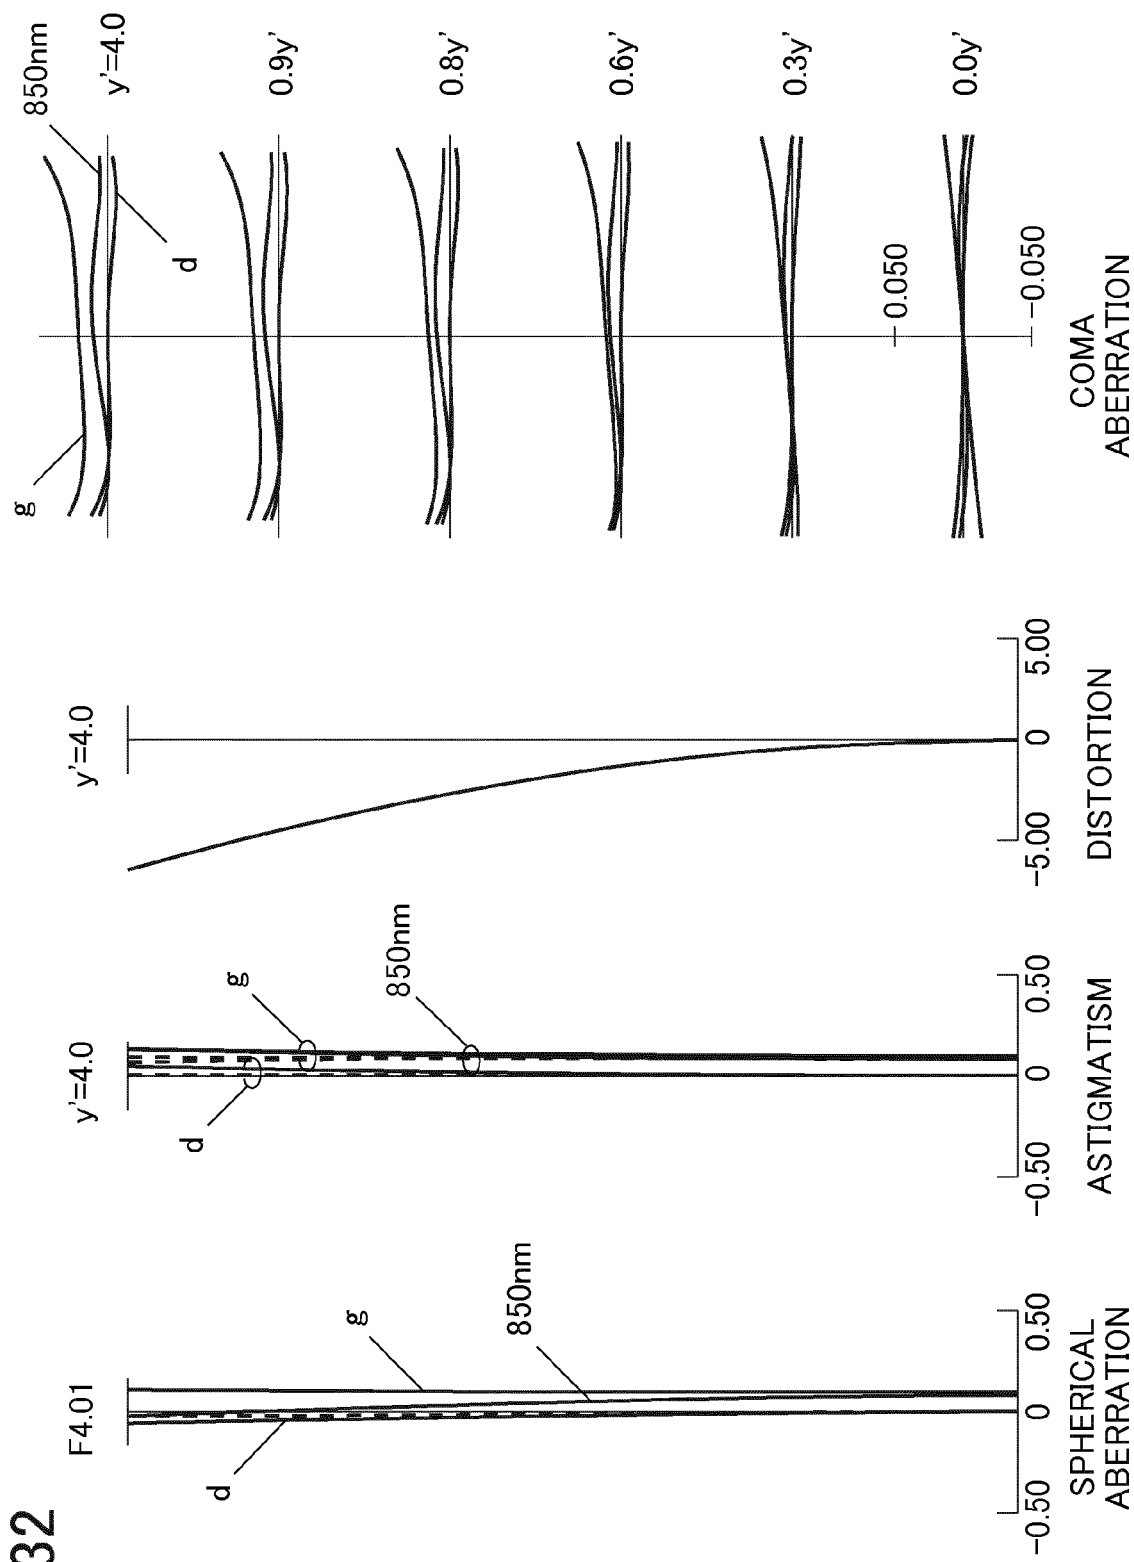 32
F4.01
g
850nm
d
-0.50
0
0.50
SPHERICAL
ABERRATION
y'=4.0
g
850nm
d
-0.50
0
0.50
ASTIGMATISM
y'=4.0
-5.00
0
5.00
DISTORTION
g
850nm
d
y'=4.0
0.9y'
0.8y'
0.6y'
0.3y'
0.0y'
0.050
-0.050
COMA
ABERRATION